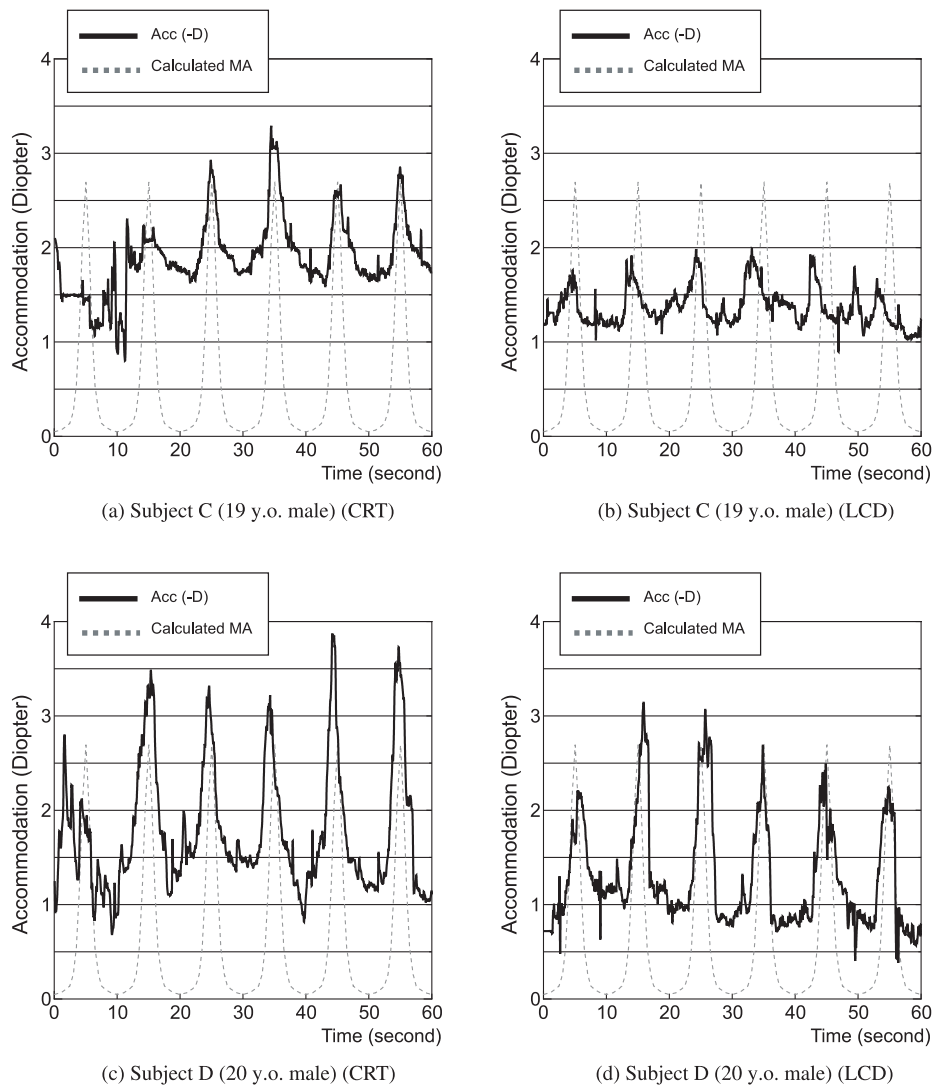 Acc (-D)
Calculated MA
4
3
2
1
0
Accommodation (Diopter)
0 10 20 30 40 50 60
Time (second)
(a) Subject C (19 y.o. male) (CRT)
Acc (-D)
Calculated MA
4
3
2
1
0
Accommodation (Diopter)
0 10 20 30 40 50 60
Time (second)
(b) Subject C (19 y.o. male) (LCD)
Acc (-D)
Calculated MA
4
3
2
1
0
Accommodation (Diopter)
0 10 20 30 40 50 60
Time (second)
(c) Subject D (20 y.o. male) (CRT)
Acc (-D)
Calculated MA
4
3
2
1
0
Accommodation (Diopter)
0 10 20 30 40 50 60
Time (second)
(d) Subject D (20 y.o. male) (LCD)